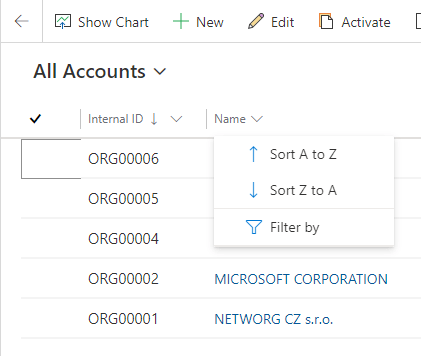 Show Chart New Edit Activate
All Accounts
Internal ID Name
ORG00006
Sort A to Z
ORG00005
Sort Z to A
ORG00004
Filter by
ORG00002 MICROSOFT CORPORATION
ORG00001 NETWORG CZ s.r.o.